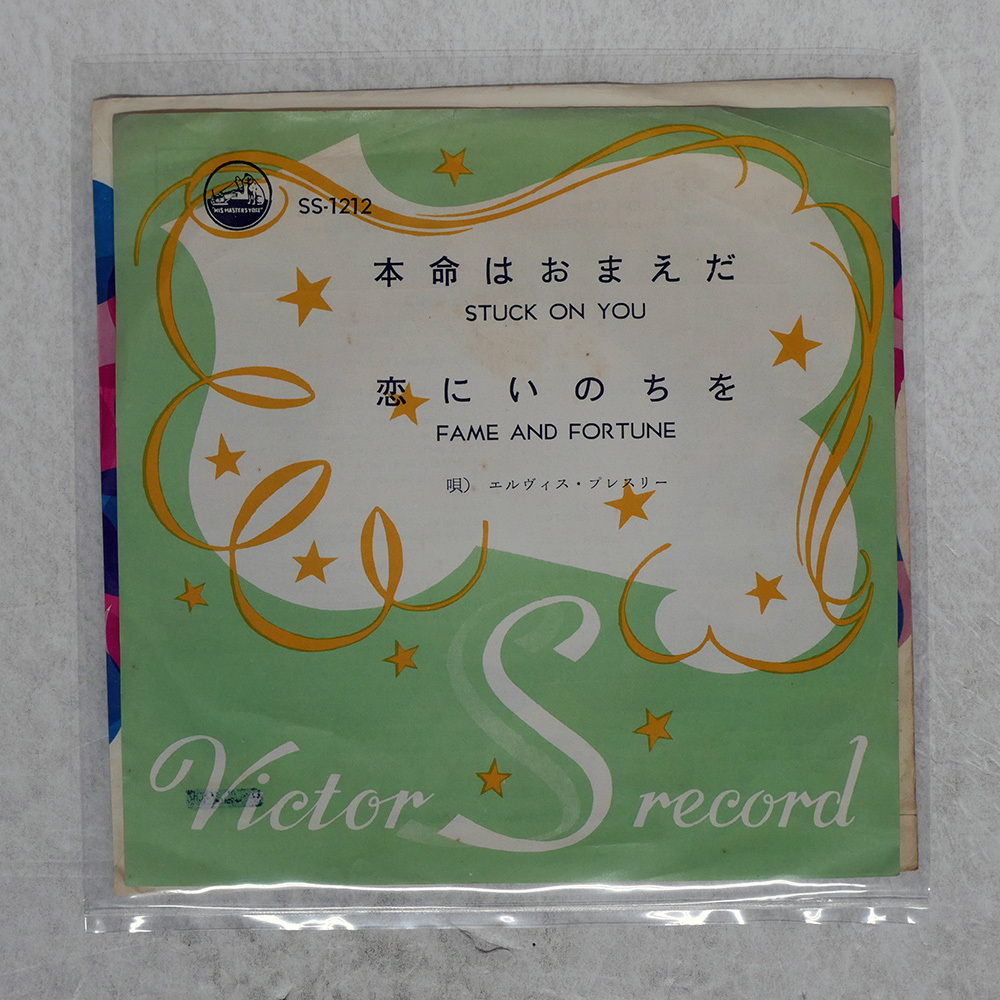 "HIS MASTER'S VOICE"
SS-1212
本命はおまえだ
STUCK ON YOU
恋にいのちを
FAME AND FORTUNE
唄) エルヴィス・プレスリー
Victor S record